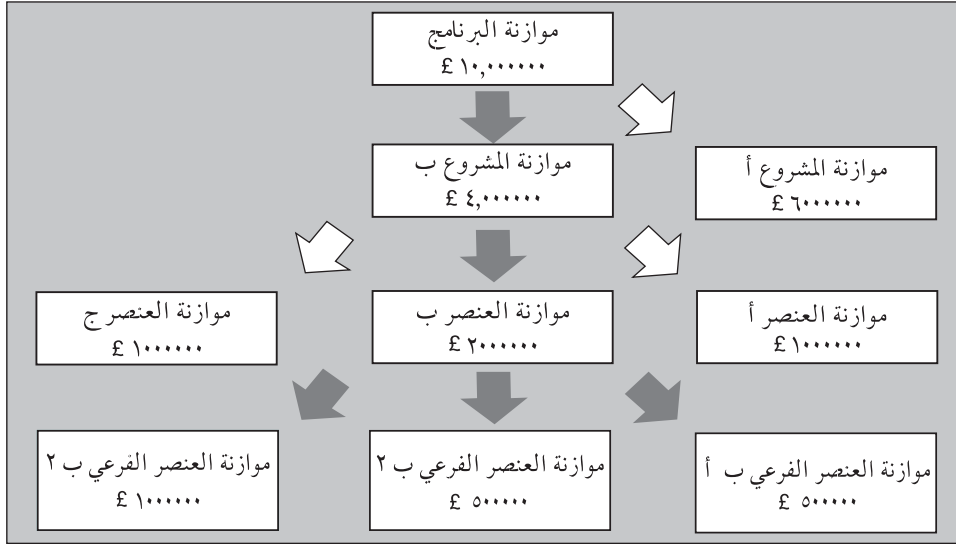 موازنة البرنامج
£ ١٠,٠٠٠٠٠٠
موازنة المشروع أ
£ ٦٠٠٠٠٠٠
موازنة المشروع ب
£ ٤,٠٠٠٠٠٠
موازنة العنصر أ
£ ١٠٠٠٠٠٠
موازنة العنصر ب
£ ٢٠٠٠٠٠٠
موازنة العنصر ج
£ ١٠٠٠٠٠٠
موازنة العنصر الفرعي ب أ
£ ٥٠٠٠٠٠
موازنة العنصر الفرعي ب ٢
£ ٥٠٠٠٠٠
موازنة العنصر الفرعي ب ٢
£ ١٠٠٠٠٠٠